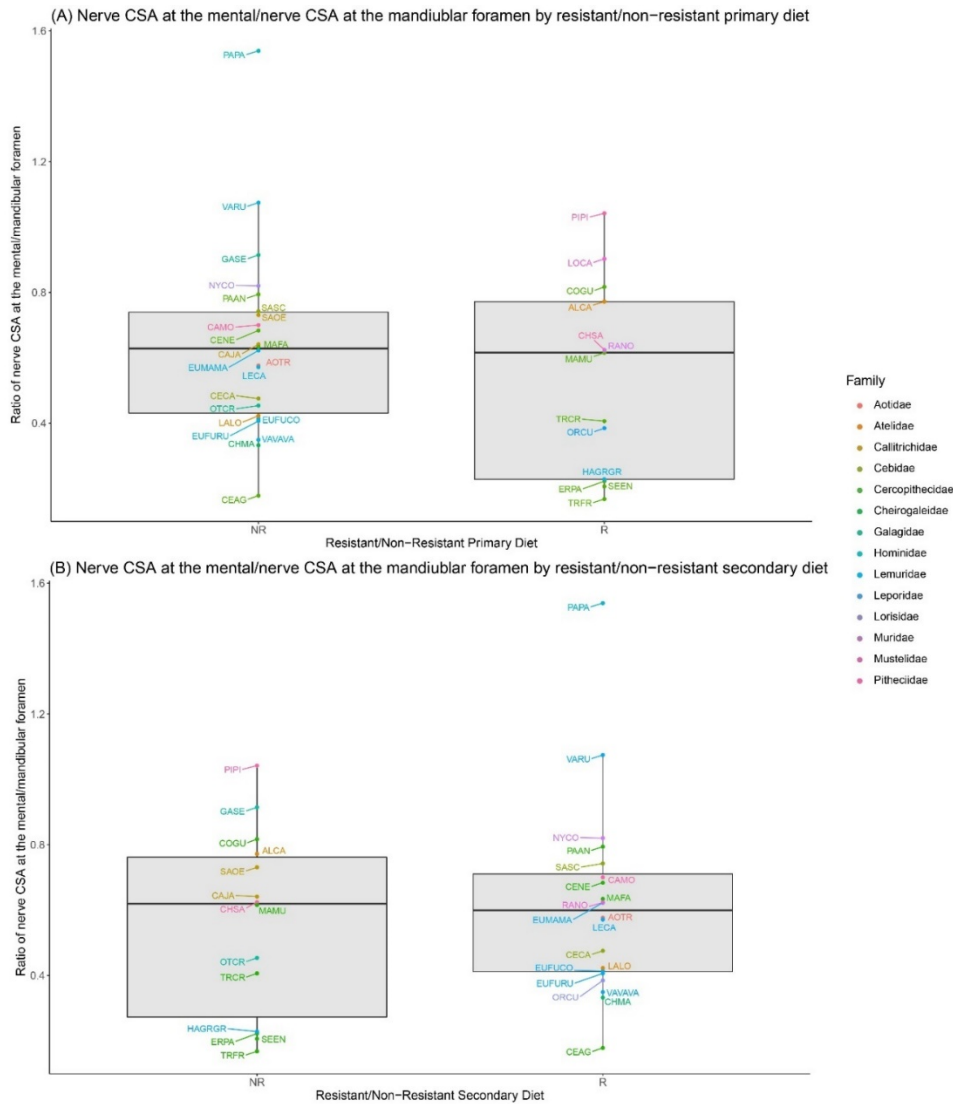 (A) Nerve CSA at the mental/nerve CSA at the mandiublar foramen by resistant/non-resistant primary diet
1.6
PAPA
1.2
VARU
PIPI
GASE
LOCA
NYCO
COGU
0.8
PAAN
SASC
ALCA
SAOE
CAMO
CENE
MAFA
CHSA
RANO
CAJA
MAMU
EUMAMA
AOTR
LECA
CECA
OTCR
TRCR
0.4
LALO
EUFUCO
ORCU
EUFURU
VAVAVA
CHMA
HAGRGR
ERPA
SEEN
CEAG
TRFR
Ratio of nerve CSA at the mental/mandibular foramen
NR
R
Resistant/Non-Resistant Primary Diet
(B) Nerve CSA at the mental/nerve CSA at the mandiublar foramen by resistant/non-resistant secondary diet
1.6
PAPA
1.2
PIPI
VARU
GASE
COGU
NYCO
0.8
ALCA
PAAN
SAOE
SASC
CAMO
CENE
CAJA
MAFA
CHSA
MAMU
RANO
EUMAMA
AOTR
LECA
OTCR
CECA
TRCR
0.4
LALO
EUFUCO
EUFURU
ORCU
VAVAVA
CHMA
HAGRGR
ERPA
SEEN
TRFR
CEAG
Ratio of nerve CSA at the mental/mandibular foramen
NR
R
Resistant/Non-Resistant Secondary Diet
Family
Aotidae
Atelidae
Callitrichidae
Cebidae
Cercopithecidae
Cheirogaleidae
Galagidae
Hominidae
Lemuridae
Leporidae
Lorisidae
Muridae
Mustelidae
Pitheciidae